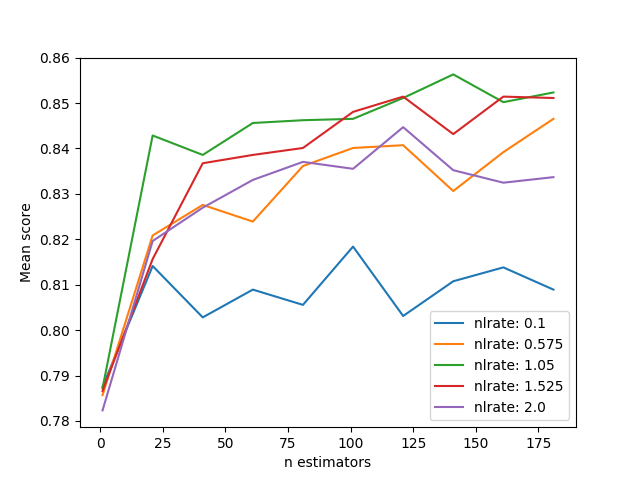 0.86
0.85
0.84
0.83
0.82
0.81
0.80
0.79
0.78
Mean score
0
25
50
75
100
125
150
175
n estimators
nlrate: 0.1
nlrate: 0.575
nlrate: 1.05
nlrate: 1.525
nlrate: 2.0